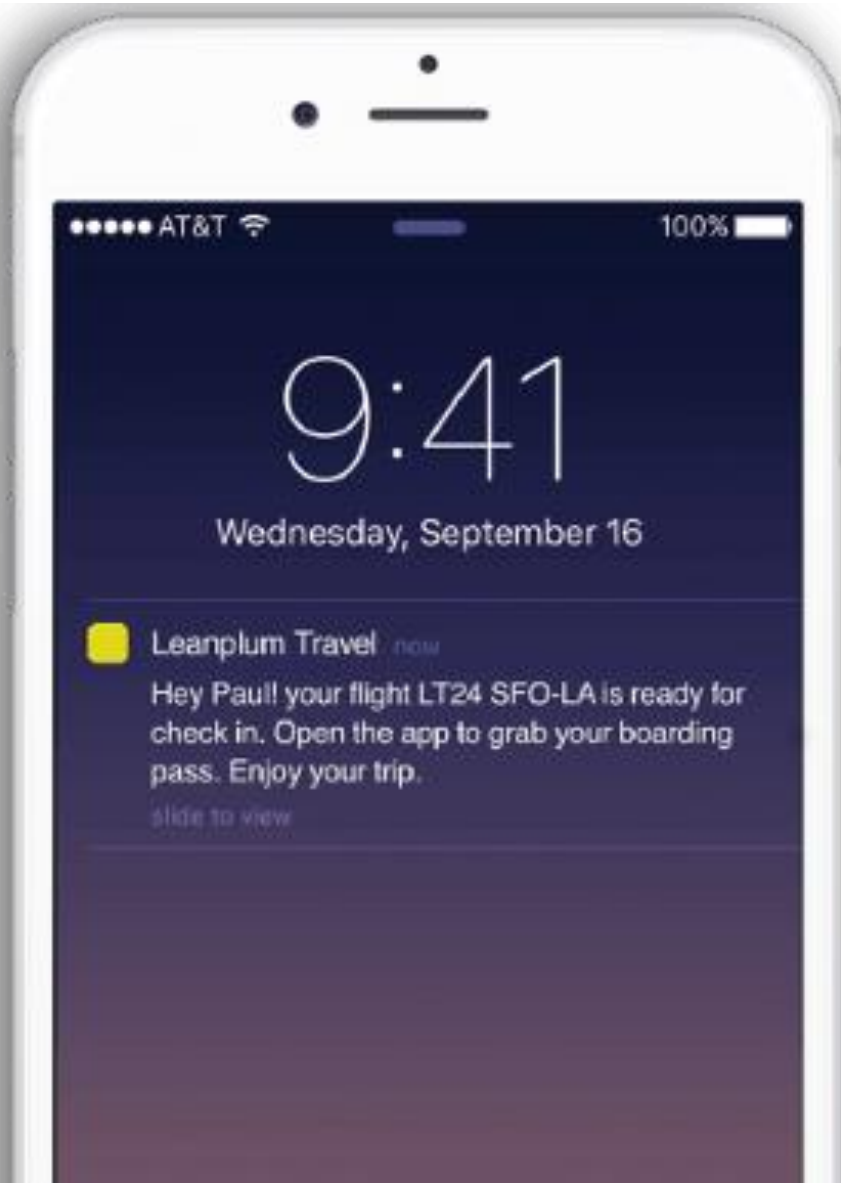 AT&T 100%
9:41
Wednesday, September 16
Leanplum Travel now
Hey Paul! your flight LT24 SFO-LA is ready for
check in. Open the app to grab your boarding
pass. Enjoy your trip.
slide to view